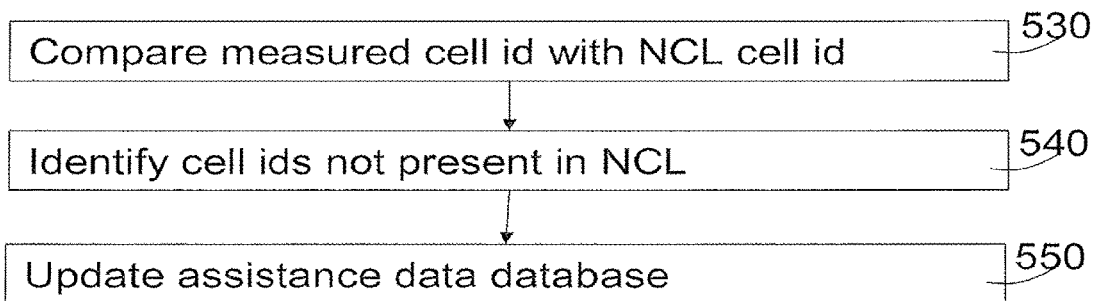 530
Compare measured cell id with NCL cell id
540
Identify cell ids not present in NCL
550
Update assistance data database